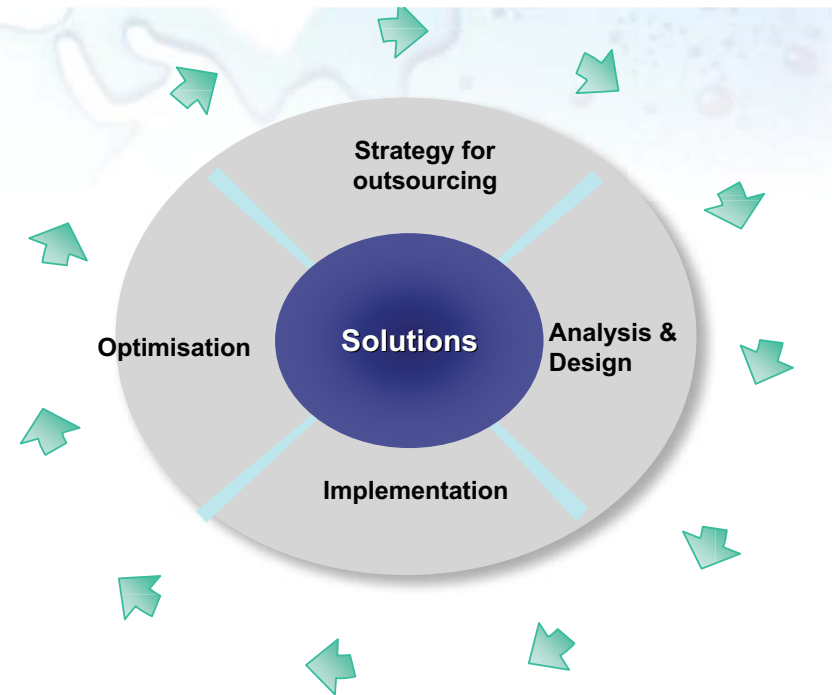 Strategy for
outsourcing
Optimisation
Solutions
Analysis &
Design
Implementation